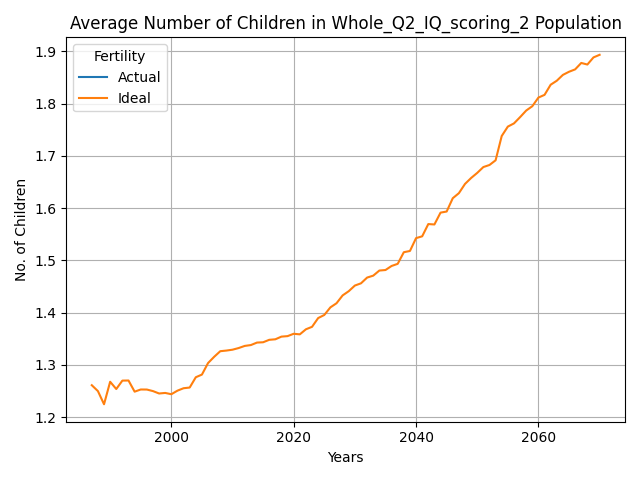 Average Number of Children in Whole_Q2_IQ_scoring_2 Population
Fertility
Actual
Ideal
No. of Children
1.9
1.8
1.7
1.6
1.5
1.4
1.3
1.2
2000 2020 2040 2060
Years